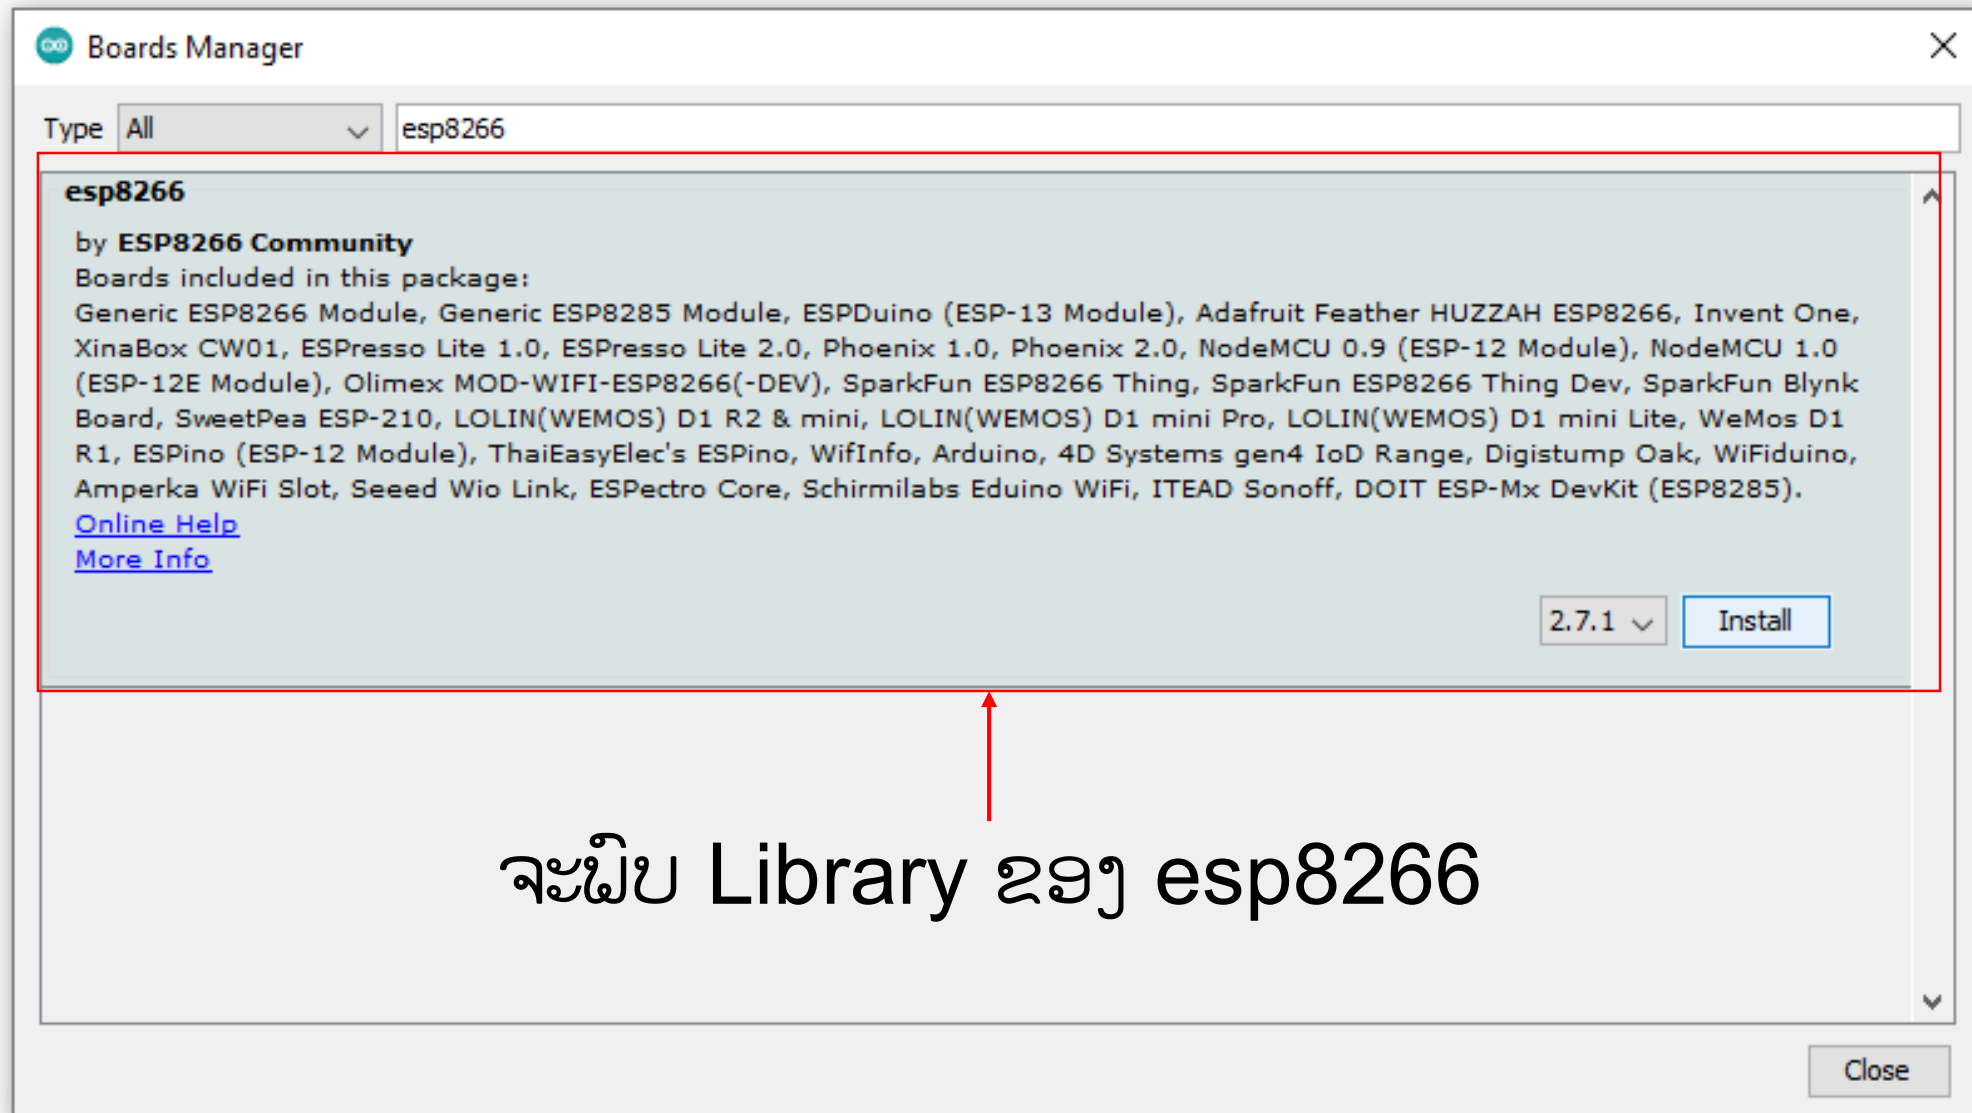 Boards Manager
Type All esp8266
esp8266
by ESP8266 Community
Boards included in this package:
Generic ESP8266 Module, Generic ESP8285 Module, ESPDuino (ESP-13 Module), Adafruit Feather HUZZAH ESP8266, Invent One,
XinaBox CW01, ESPresso Lite 1.0, ESPresso Lite 2.0, Phoenix 1.0, Phoenix 2.0, NodeMCU 0.9 (ESP-12 Module), NodeMCU 1.0
(ESP-12E Module), Olimex MOD-WIFI-ESP8266(-DEV), SparkFun ESP8266 Thing, SparkFun ESP8266 Thing Dev, SparkFun Blynk
Board, SweetPea ESP-210, LOLIN(WEMOS) D1 R2 & mini, LOLIN(WEMOS) D1 mini Pro, LOLIN(WEMOS) D1 mini Lite, WeMos D1
R1, ESPino (ESP-12 Module), ThaiEasyElec's ESPino, WifInfo, Arduino, 4D Systems gen4 IoD Range, Digistump Oak, WiFiduino,
Amperka WiFi Slot, Seeed Wio Link, ESPectro Core, Schirmilabs Eduino WiFi, ITEAD Sonoff, DOIT ESP-Mx DevKit (ESP8285).
Online Help
More Info
2.7.1 Install
ຈະພົບ Library ຂອງ esp8266
Close